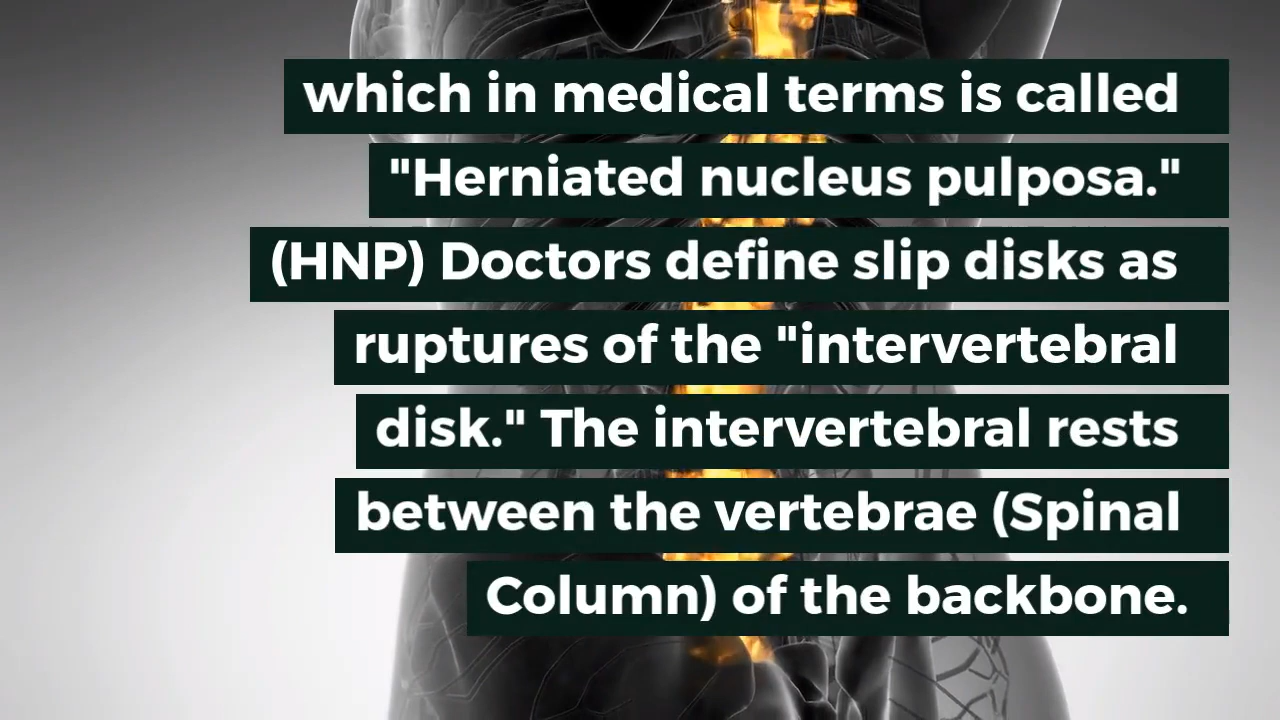 which in medical terms is called
"Herniated nucleus pulposa."
(HNP) Doctors define slip disks as
ruptures of the "intervertebral
disk." The intervertebral rests
between the vertebrae (Spinal
Column) of the backbone.